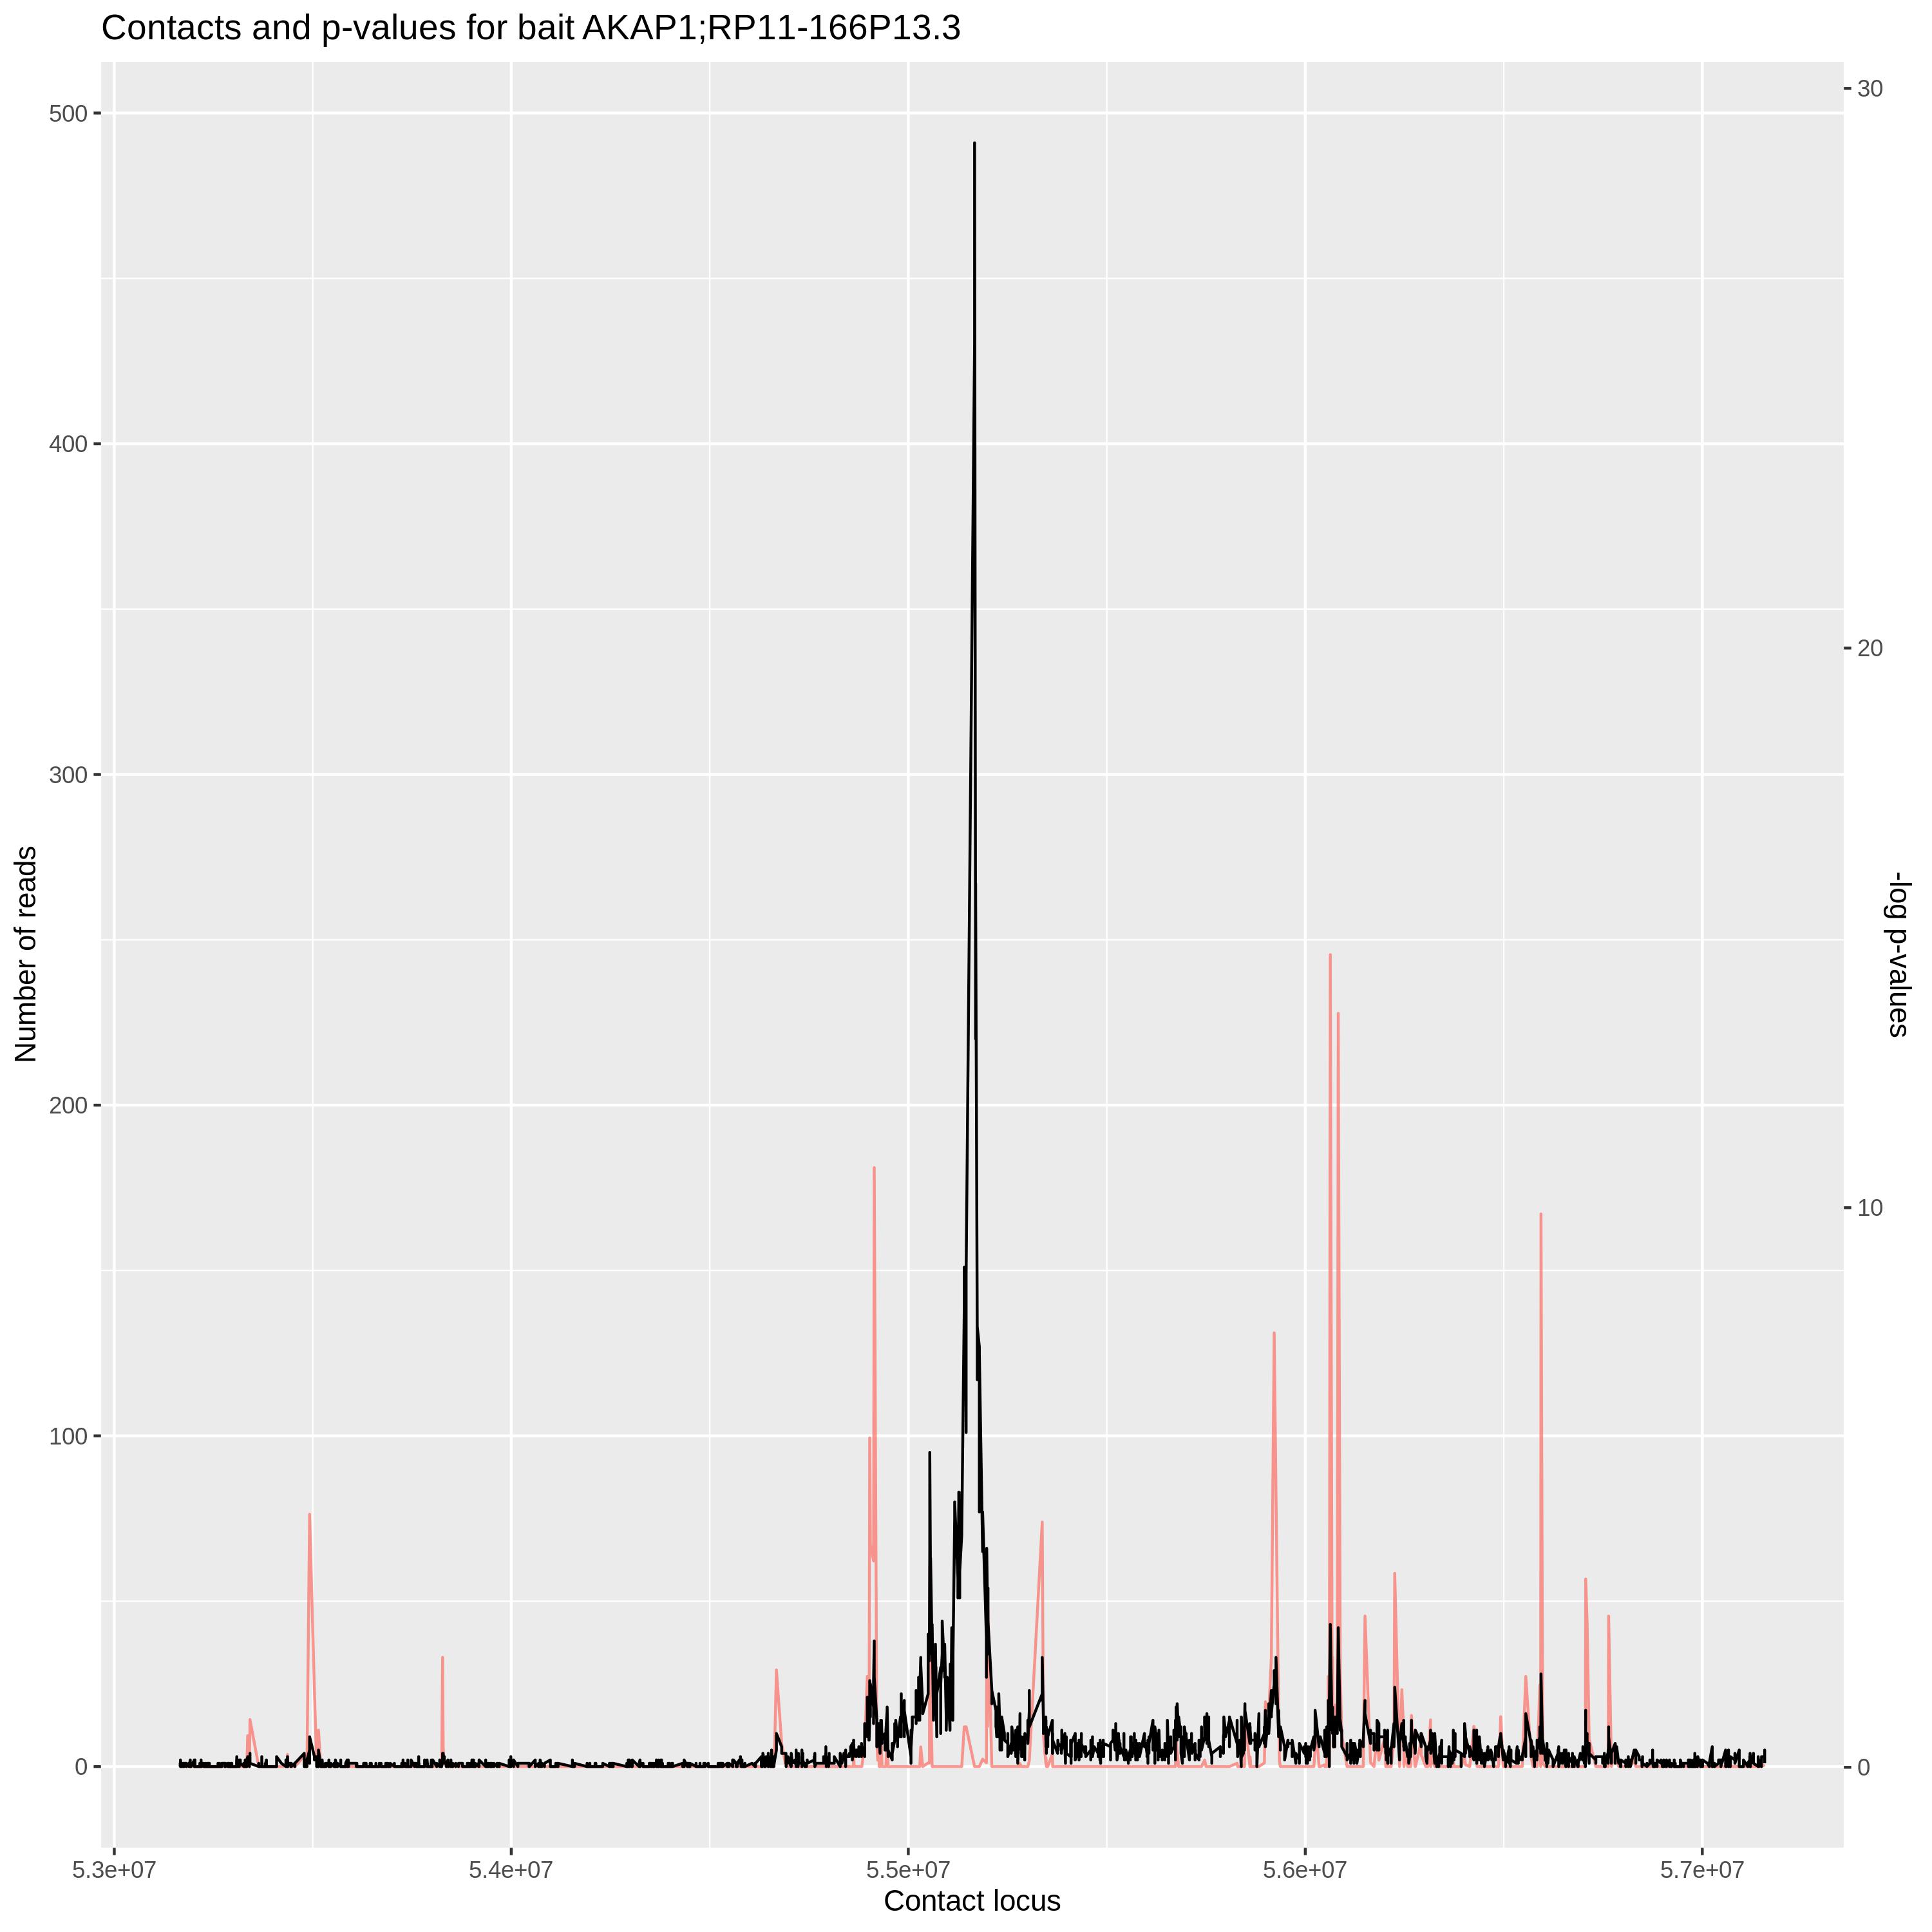 Contacts and p-values for bait AKAP1;RP11-166P13.3
500
400
300
200
100
0
Number of reads
30
20
10
0
-log p-values
5.3e+07
5.4e+07
5.5e+07
5.6e+07
5.7e+07
Contact locus